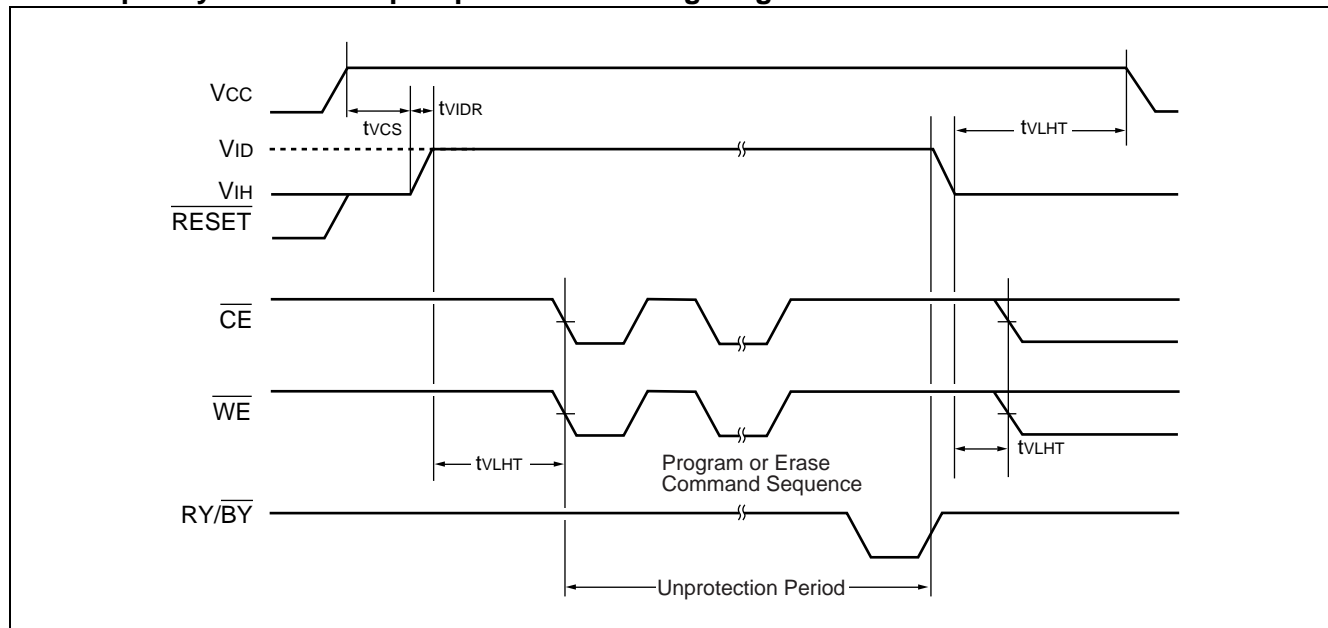 VCC
tVIDR
tVCS
tVLHT
VID
VIH
RESET
CE
WE
tVLHT
tVLHT
Program or Erase
Command Sequence
RY/BY
Unprotection Period